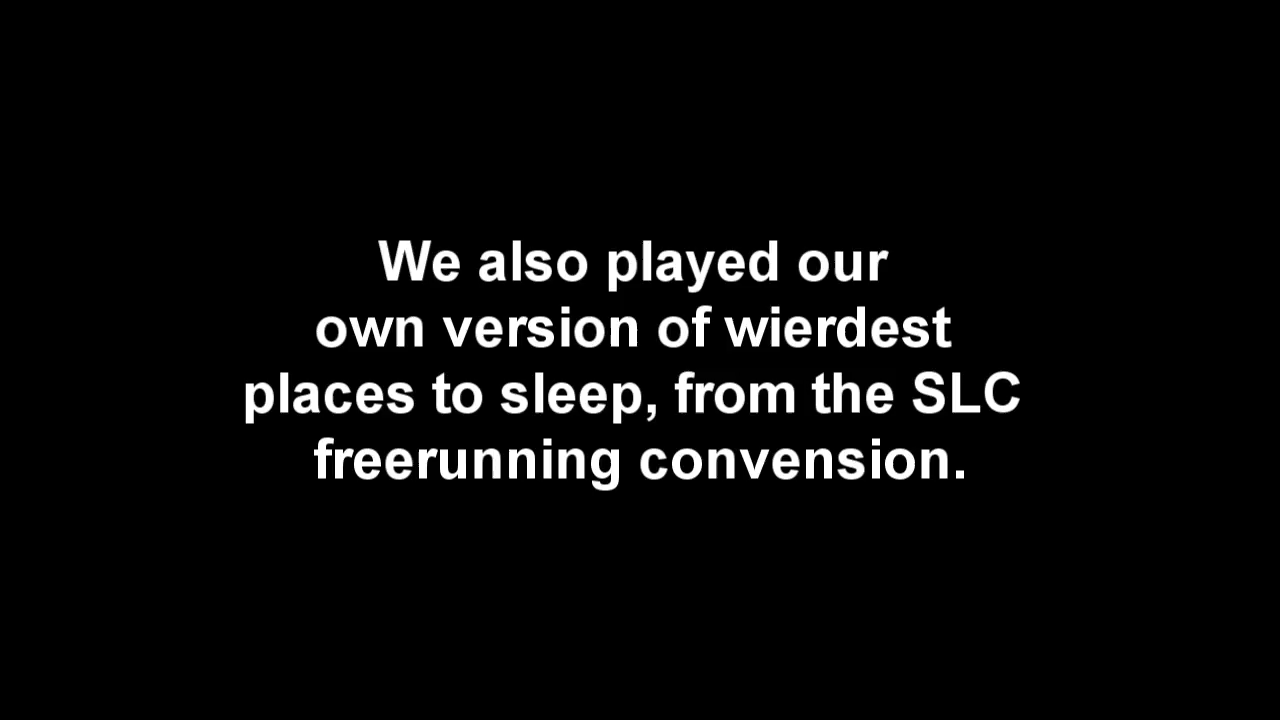 We also played our
own version of wierdest
places to sleep, from the SLC
freerunning convension.